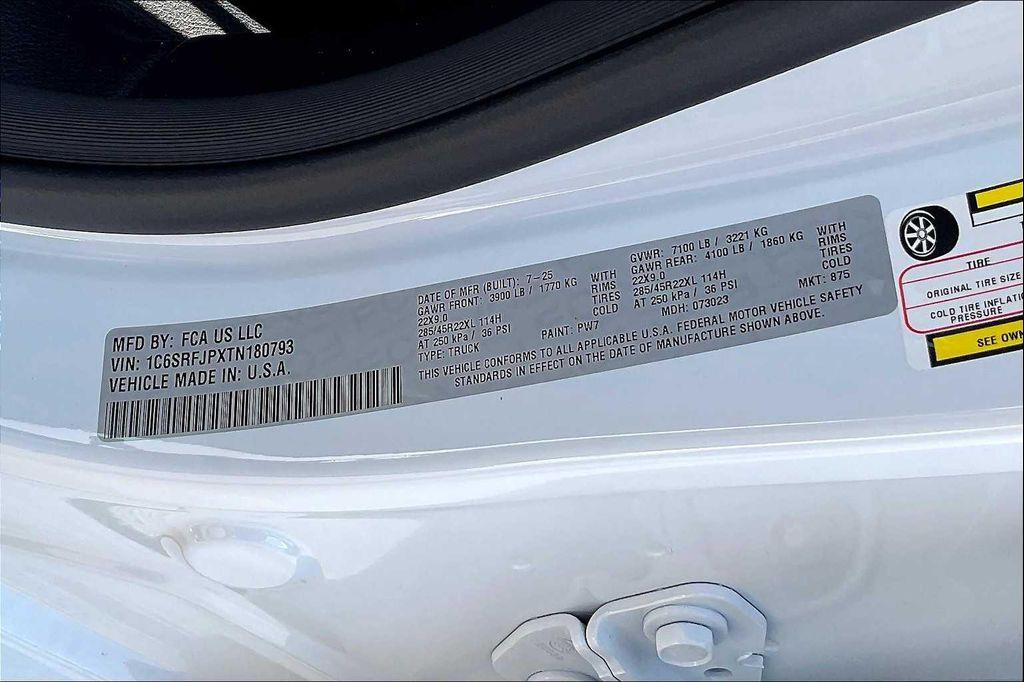 MFD BY: FCA US LLC
VIN: 1C6SRFJPXTN180793
VEHICLE MADE IN: U.S.A.
DATE OF MFR (BUILT): 7-25
GAWR FRONT: 3900 LB / 1770 KG WITH
22X9.0 RIMS
285/45R22XL 114H TIRES
AT 250 kPa / 36 PSI COLD
TYPE: TRUCK
PAINT: PW7
GVWR: 7100 LB / 3221 KG
GAWR REAR: 4100 LB / 1860 KG WITH
22X9.0 RIMS
285/45R22XL 114H TIRES
AT 250 kPa / 36 PSI COLD
MDH: 073023 MKT: 875
THIS VEHICLE CONFORMS TO ALL APPLICABLE U.S.A. FEDERAL MOTOR VEHICLE SAFETY
STANDARDS IN EFFECT ON THE DATE OF MANUFACTURE SHOWN ABOVE.
TIRE
ORIGINAL TIRE SIZE
COLD TIRE
PRESSURE
SEE